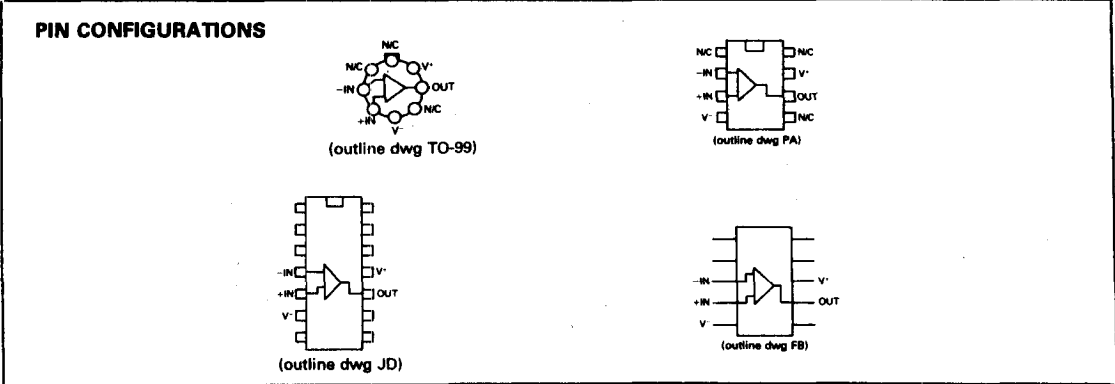 PIN CONFIGURATIONS
N/C
N/C
V+
-IN
OUT
+IN
N/C
V-
(outline dwg TO-99)
N/C
N/C
-IN
V+
+IN
OUT
V-
N/C
(outline dwg PA)
-IN
V+
+IN
OUT
V-
(outline dwg JD)
-IN
V+
+IN
OUT
V-
(outline dwg FB)